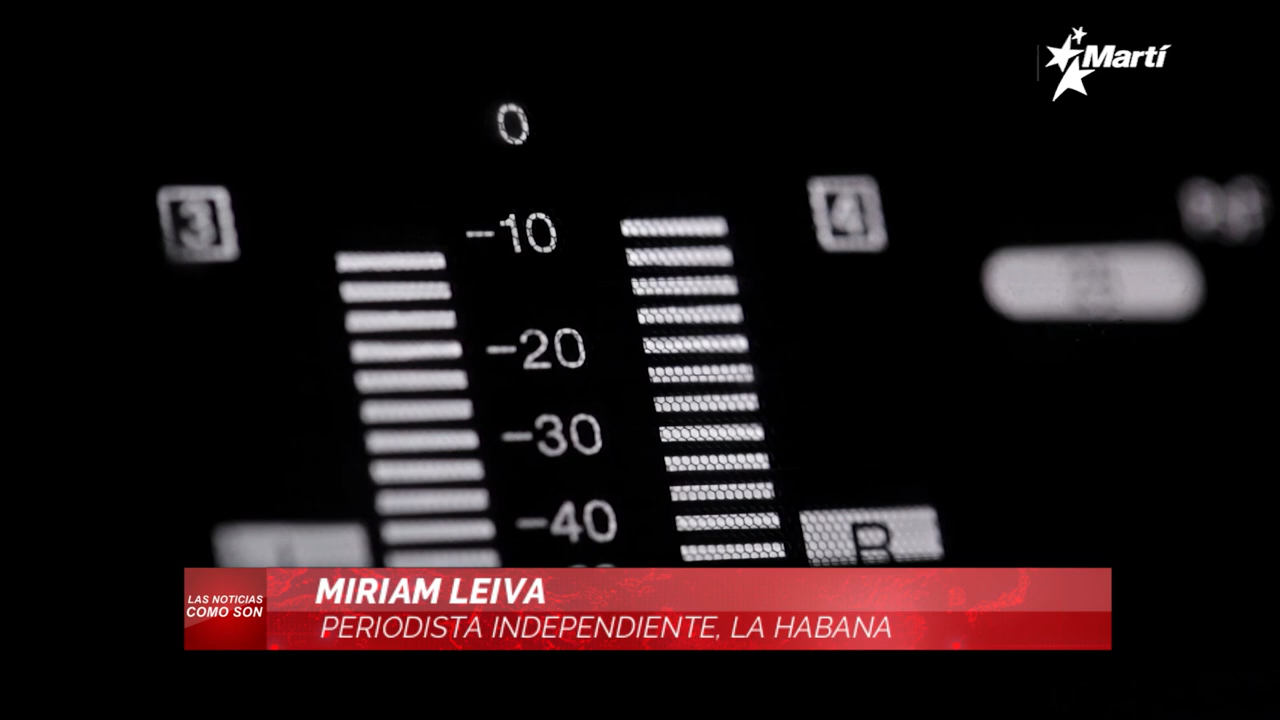 Martí
0
3
4
-10
-20
-30
-40
R
LAS NOTICIAS
COMO SON
MIRIAM LEIVA
PERIODISTA INDEPENDIENTE, LA HABANA